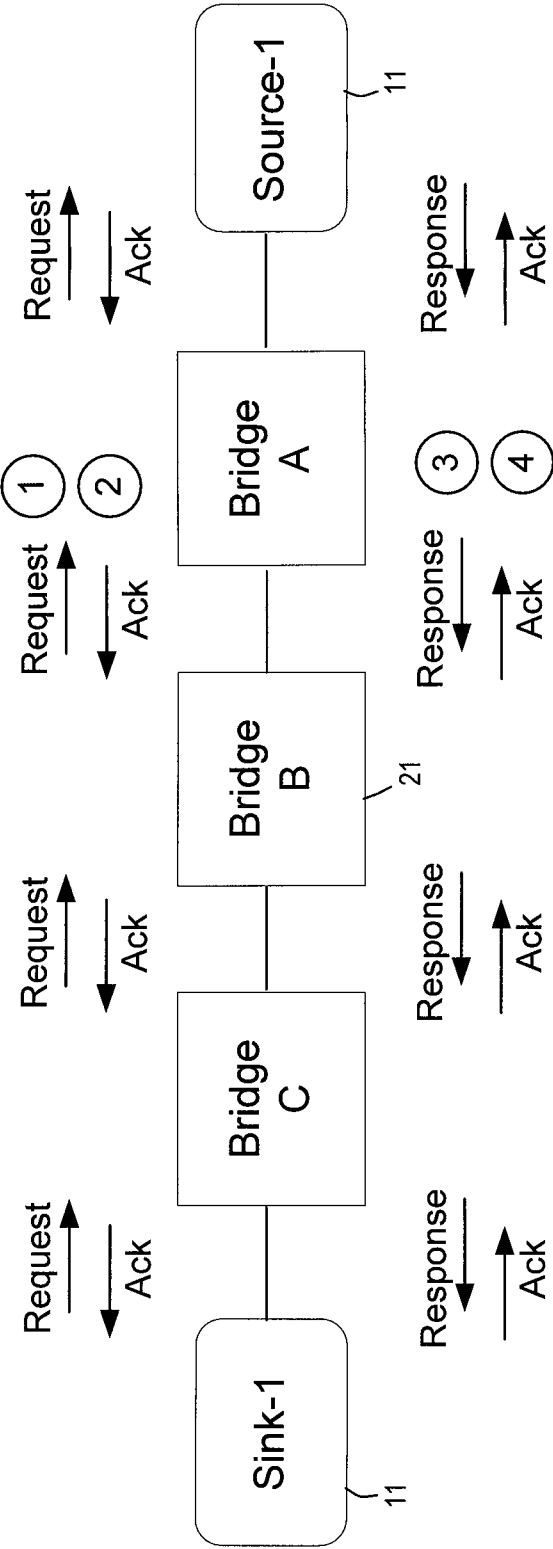 Request
Request
Request
Request
1
Ack
Ack
Ack
Ack
2
Sink-1
Bridge
C
Bridge
B
Bridge
A
Source-1
11
21
11
Response
Response
Response
Response
3
Ack
Ack
Ack
Ack
4